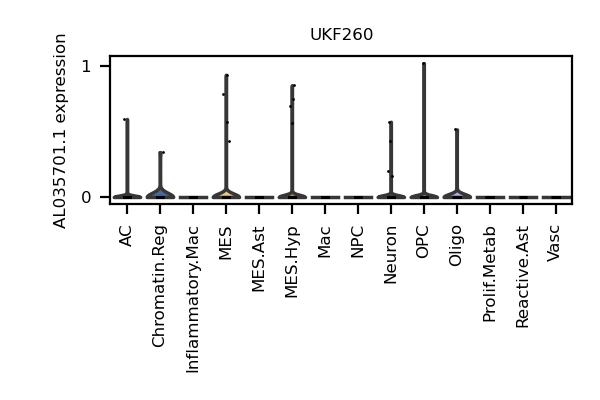 UKF260
AL035701.1 expression
1
0
AC
Chromatin.Reg
Inflammatory.Mac
MES
MES.Ast
MES.Hyp
Mac
NPC
Neuron
OPC
Oligo
Prolif.Metab
Reactive.Ast
Vasc